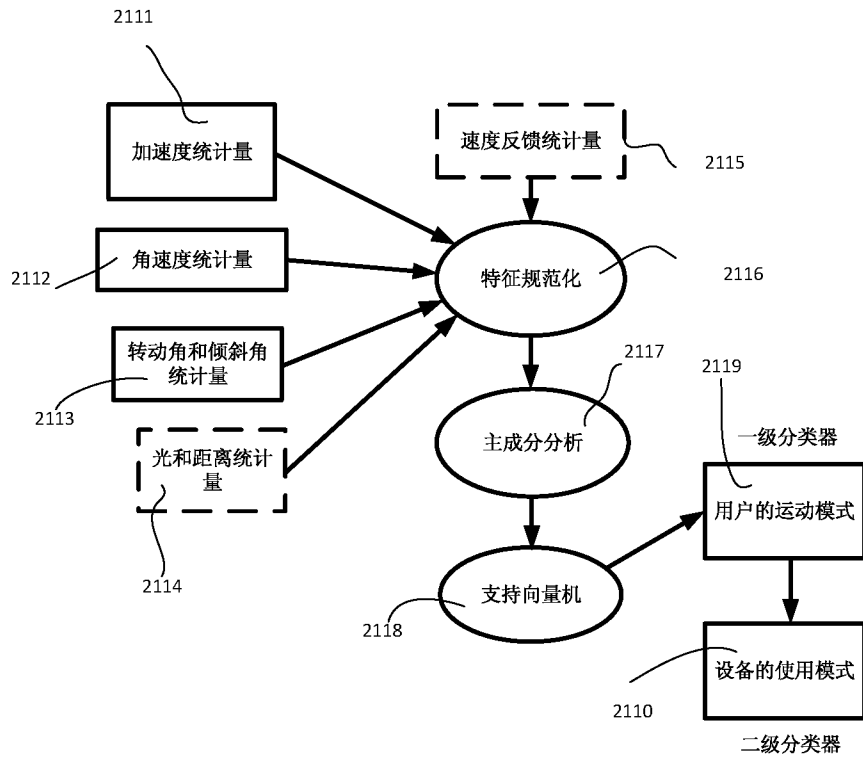 2111
加速度统计量
速度反馈统计量
2115
角速度统计量
2112
特征规范化
2116
转动角和倾斜角
统计量
2113
2117
2119
光和距离统计
量
2114
主成分分析
一级分类器
用户的运动模式
支持向量机
2118
设备的使用模式
2110
二级分类器